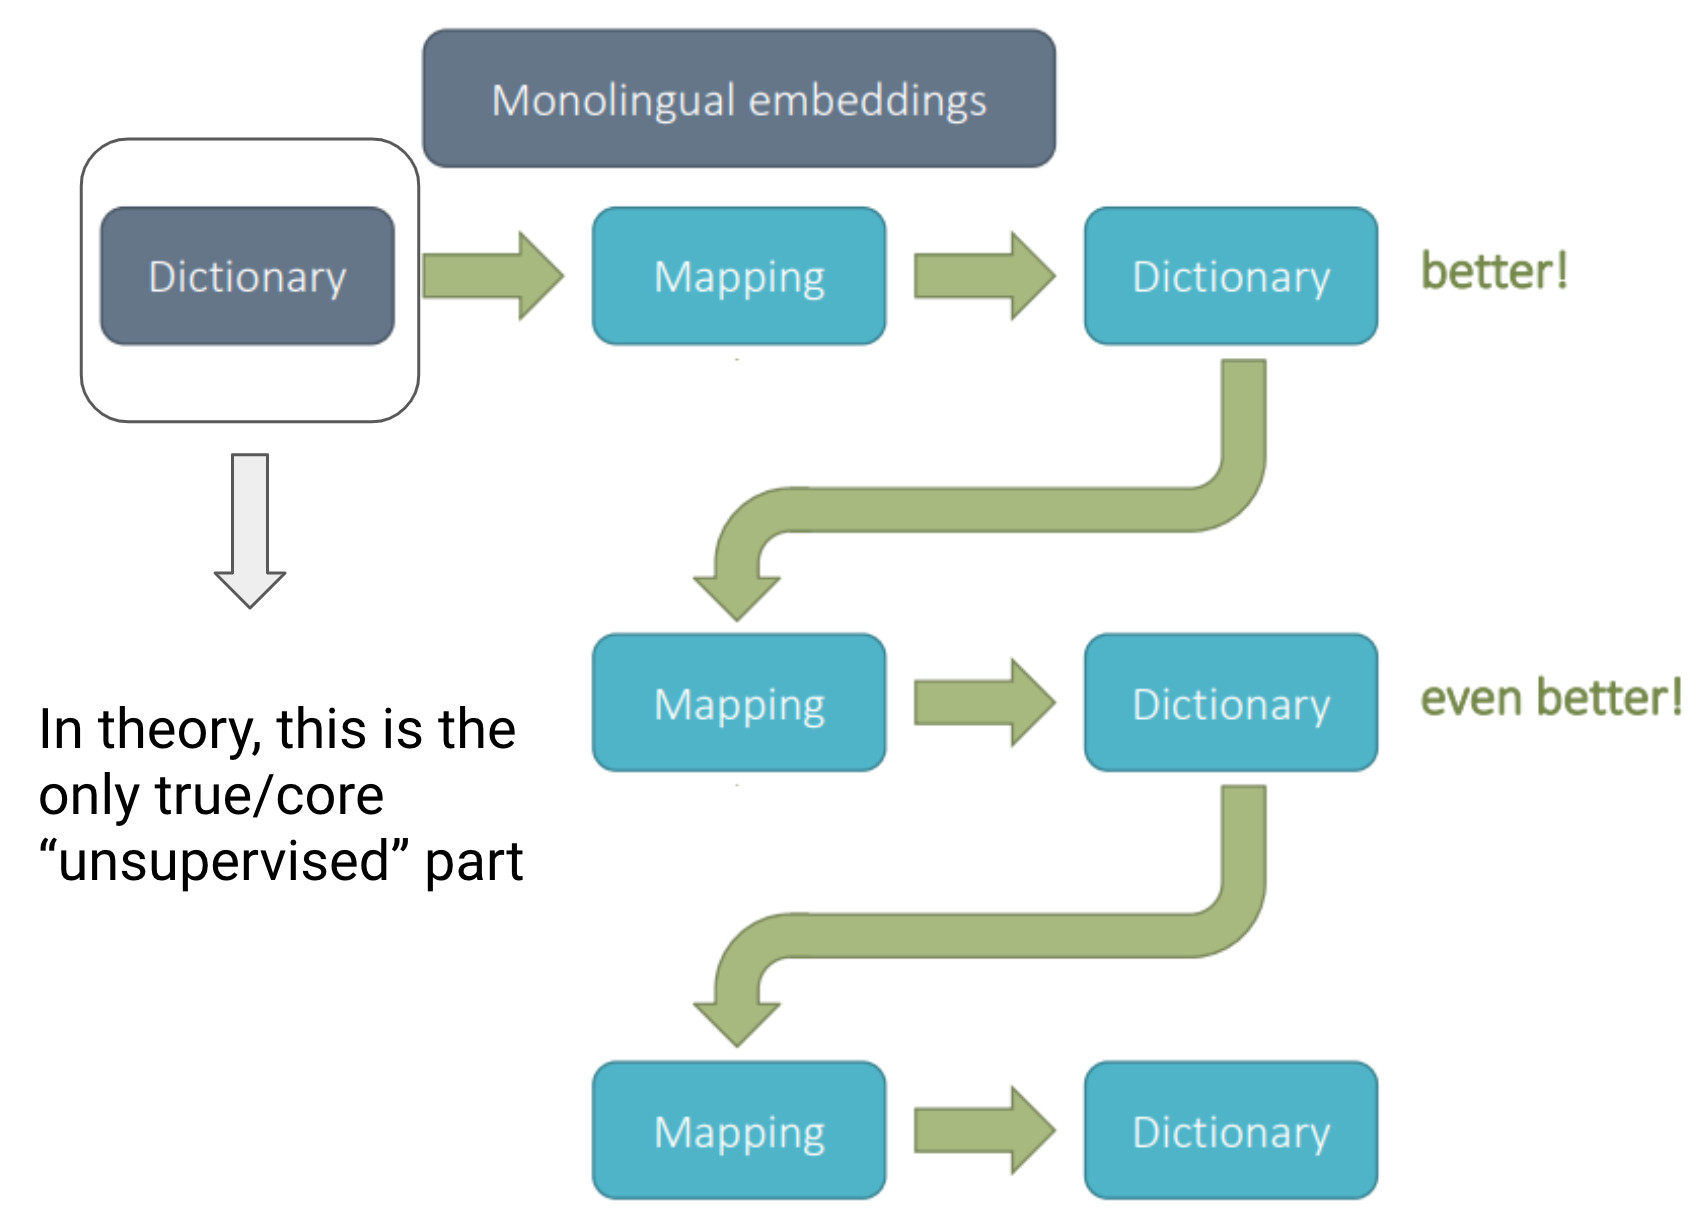 Monolingual embeddings
Dictionary
Mapping
Dictionary
better!
Mapping
Dictionary
even better!
In theory, this is the
only true/core
“unsupervised” part
Mapping
Dictionary